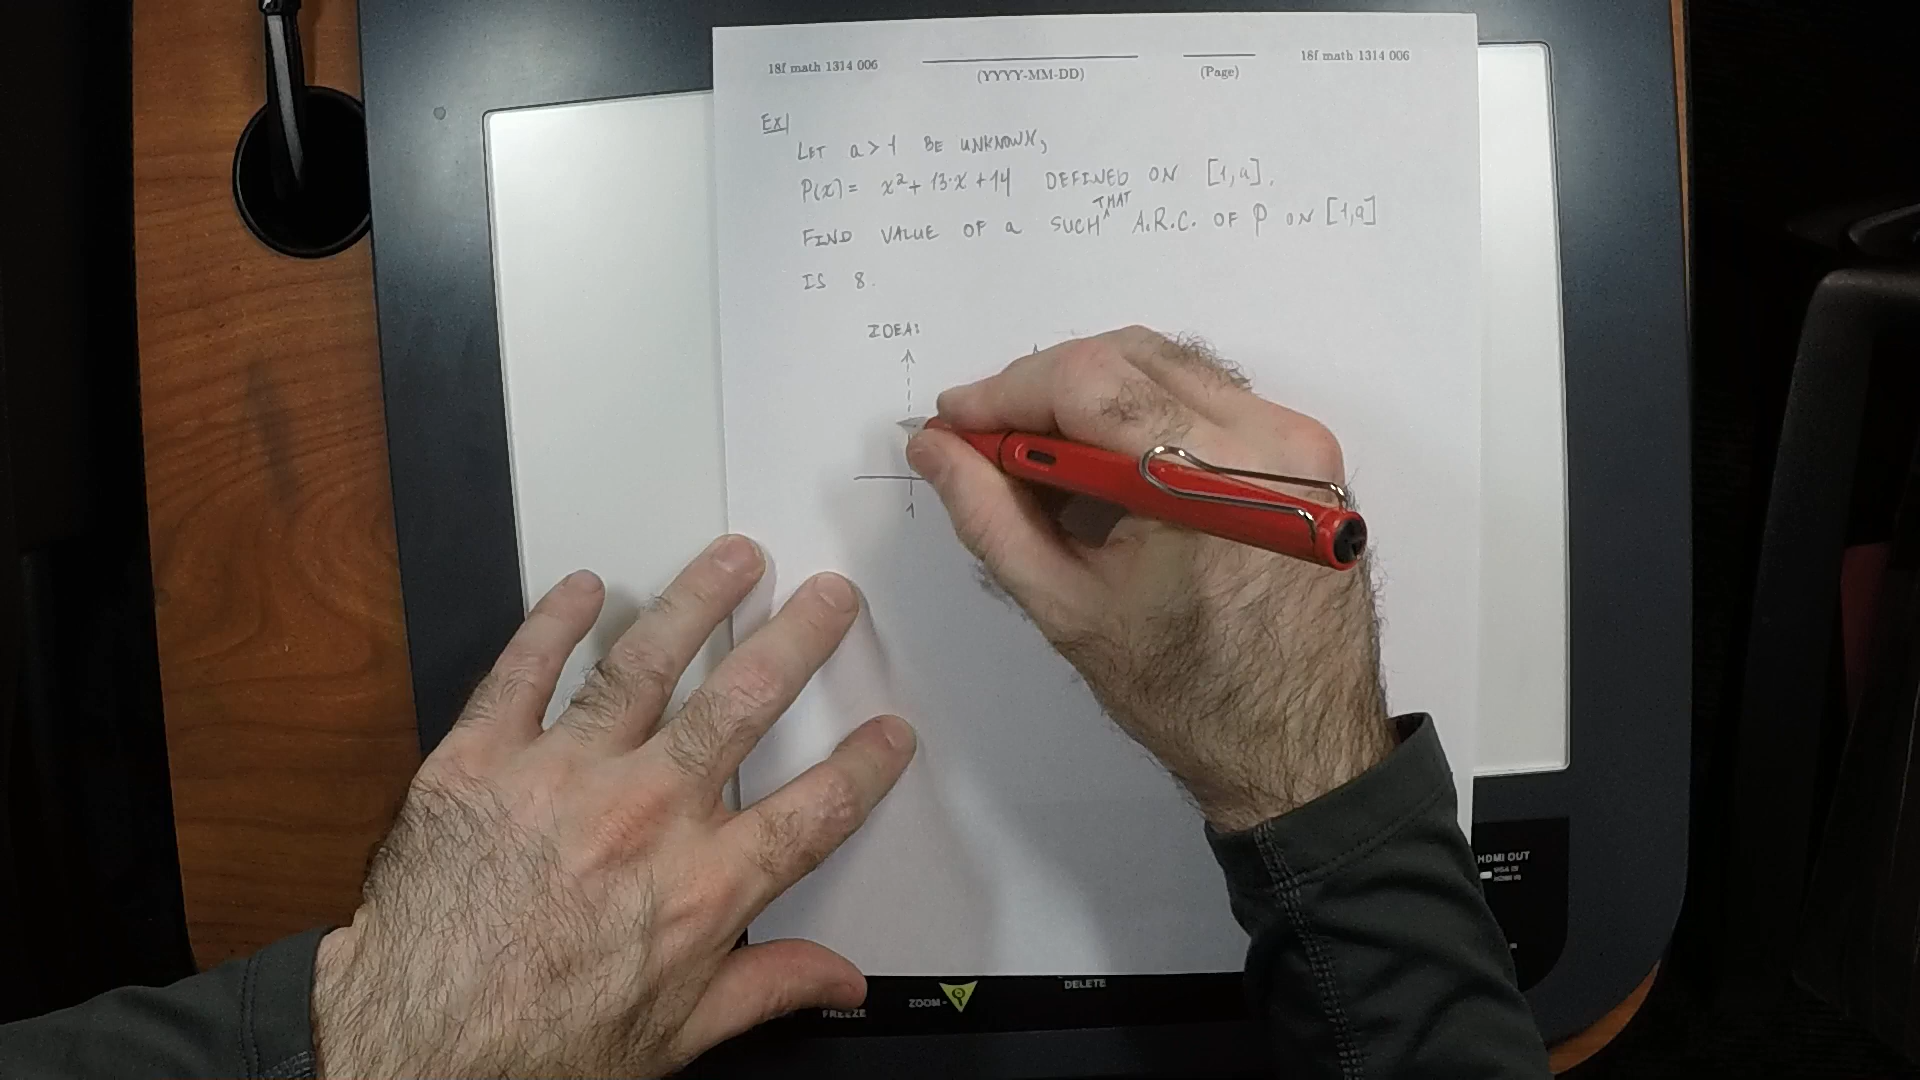 18f math 1314 006 (YYYY-MM-DD) (Page) 18f math 1314 006
Ex1
LET a > 1 BE UNKNOWN,
P(x) = x²+ 13·x +14 DEFINED ON [1,a].
FIND VALUE OF a SUCH THAT A.R.C. OF P ON [1,a]
IS 8.
IDEA:
1
HDMI OUT
DELETE
ZOOM-
FREEZE